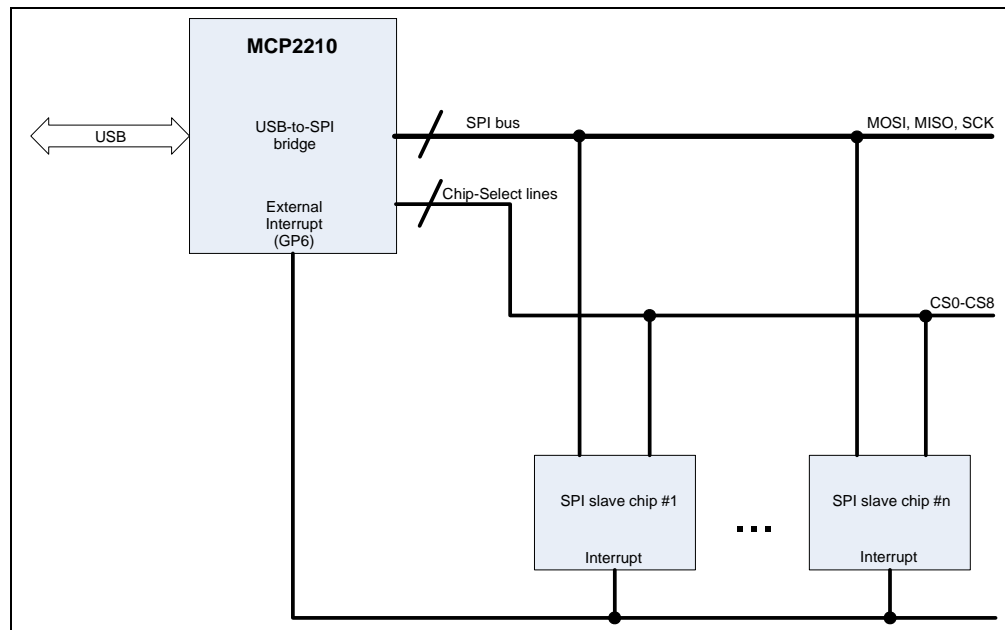 MCP2210
USB
USB-to-SPI
bridge
SPI bus
MOSI, MISO, SCK
Chip-Select lines
External
Interrupt
(GP6)
CS0-CS8
SPI slave chip #1
SPI slave chip #n
...
Interrupt
Interrupt